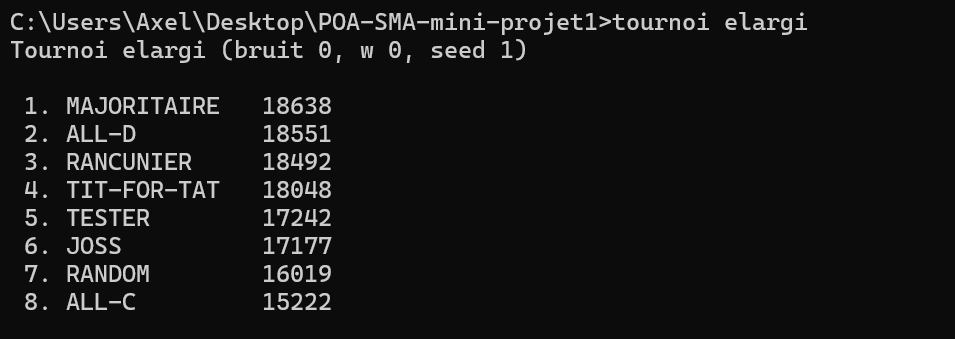 C:\Users\Axel\Desktop\POA-SMA-mini-projet1>tournoi elargi
Tournoi elargi (bruit 0, w 0, seed 1)
1. MAJORITAIRE 18638
2. ALL-D 18551
3. RANCUNIER 18492
4. TIT-FOR-TAT 18048
5. TESTER 17242
6. JOSS 17177
7. RANDOM 16019
8. ALL-C 15222